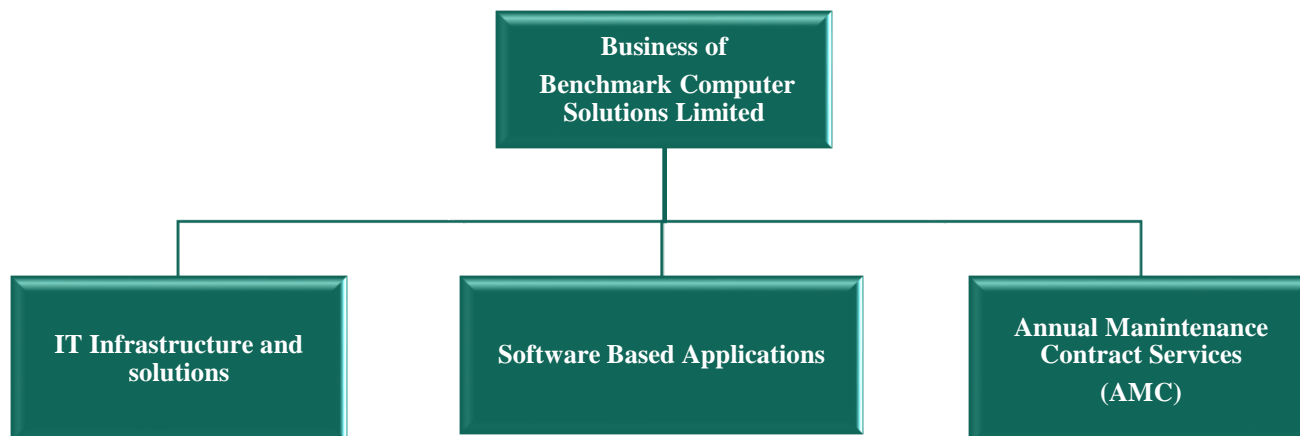 Business of
Benchmark Computer
Solutions Limited
IT Infrastructure and
solutions
Software Based Applications
Annual Manintenance
Contract Services
(AMC)